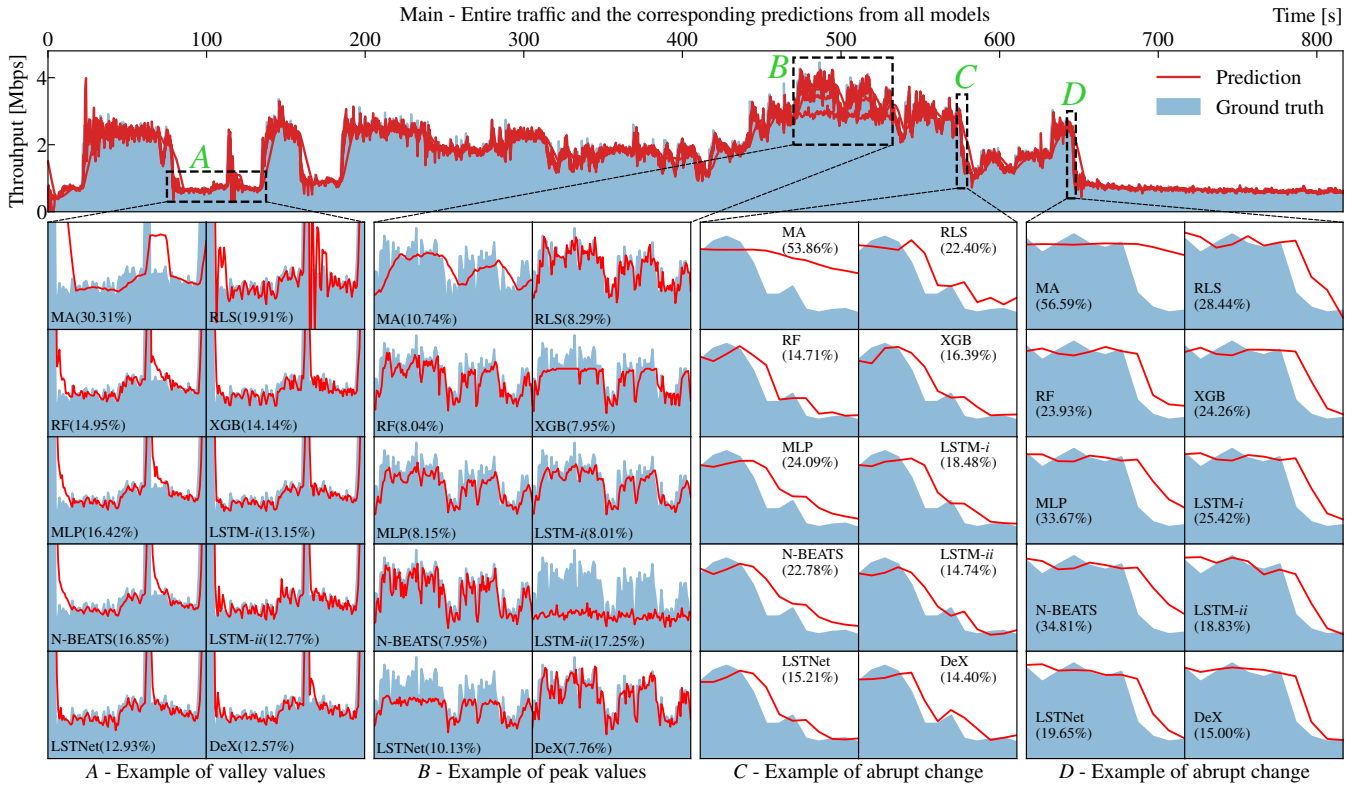 Main - Entire traffic and the corresponding predictions from all models
Time [s]
0 100 200 300 400 500 600 700 800
Throuhput [Mbps]
4
2
0
A
B
C
D
Prediction
Ground truth
MA(30.31%)
RLS(19.91%)
MA(10.74%)
RLS(8.29%)
MA
(53.86%)
RLS
(22.40%)
MA
(56.59%)
RLS
(28.44%)
RF(14.95%)
XGB(14.14%)
RF(8.04%)
XGB(7.95%)
RF
(14.71%)
XGB
(16.39%)
RF
(23.93%)
XGB
(24.26%)
MLP(16.42%)
LSTM-i(13.15%)
MLP(8.15%)
LSTM-i(8.01%)
MLP
(24.09%)
LSTM-i
(18.48%)
MLP
(33.67%)
LSTM-i
(25.42%)
N-BEATS(16.85%)
LSTM-ii(12.77%)
N-BEATS(7.95%)
LSTM-ii(17.25%)
N-BEATS
(22.78%)
LSTM-ii
(14.74%)
N-BEATS
(34.81%)
LSTM-ii
(18.83%)
LSTNet(12.93%)
DeX(12.57%)
LSTNet(10.13%)
DeX(7.76%)
LSTNet
(15.21%)
DeX
(14.40%)
LSTNet
(19.65%)
DeX
(15.00%)
A - Example of valley values
B - Example of peak values
C - Example of abrupt change
D - Example of abrupt change